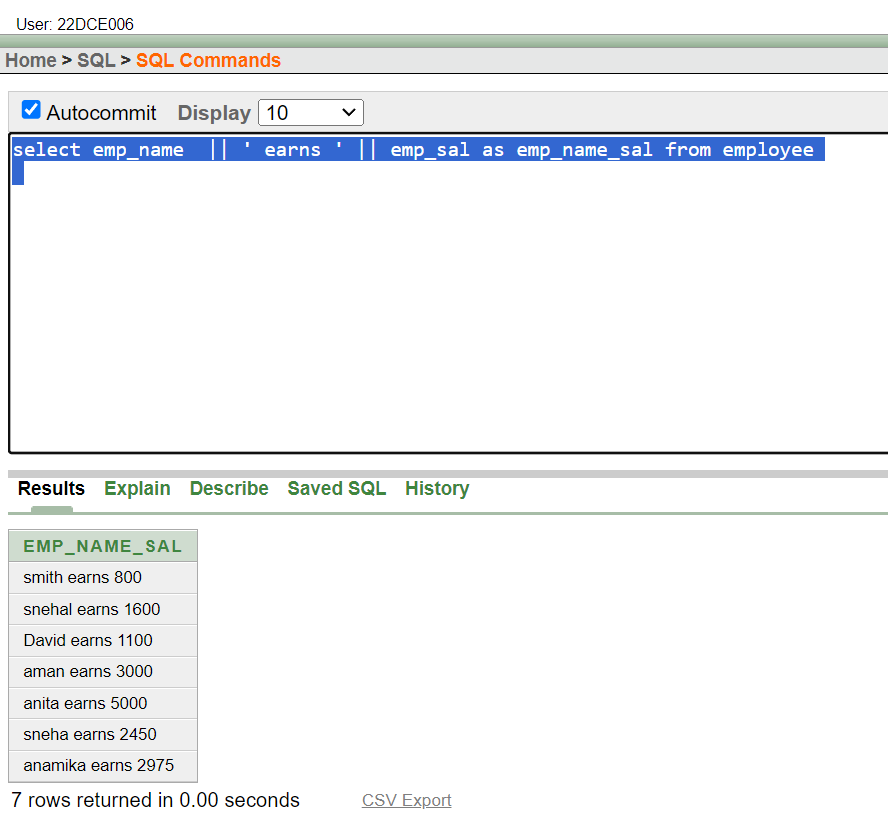 User: 22DCE006
Home > SQL > SQL Commands
Autocommit Display 10
select emp_name  || ' earns ' || emp_sal as emp_name_sal from employee
Results Explain Describe Saved SQL History
EMP_NAME_SAL
smith earns 800
snehal earns 1600
David earns 1100
aman earns 3000
anita earns 5000
sneha earns 2450
anamika earns 2975
7 rows returned in 0.00 seconds CSV Export